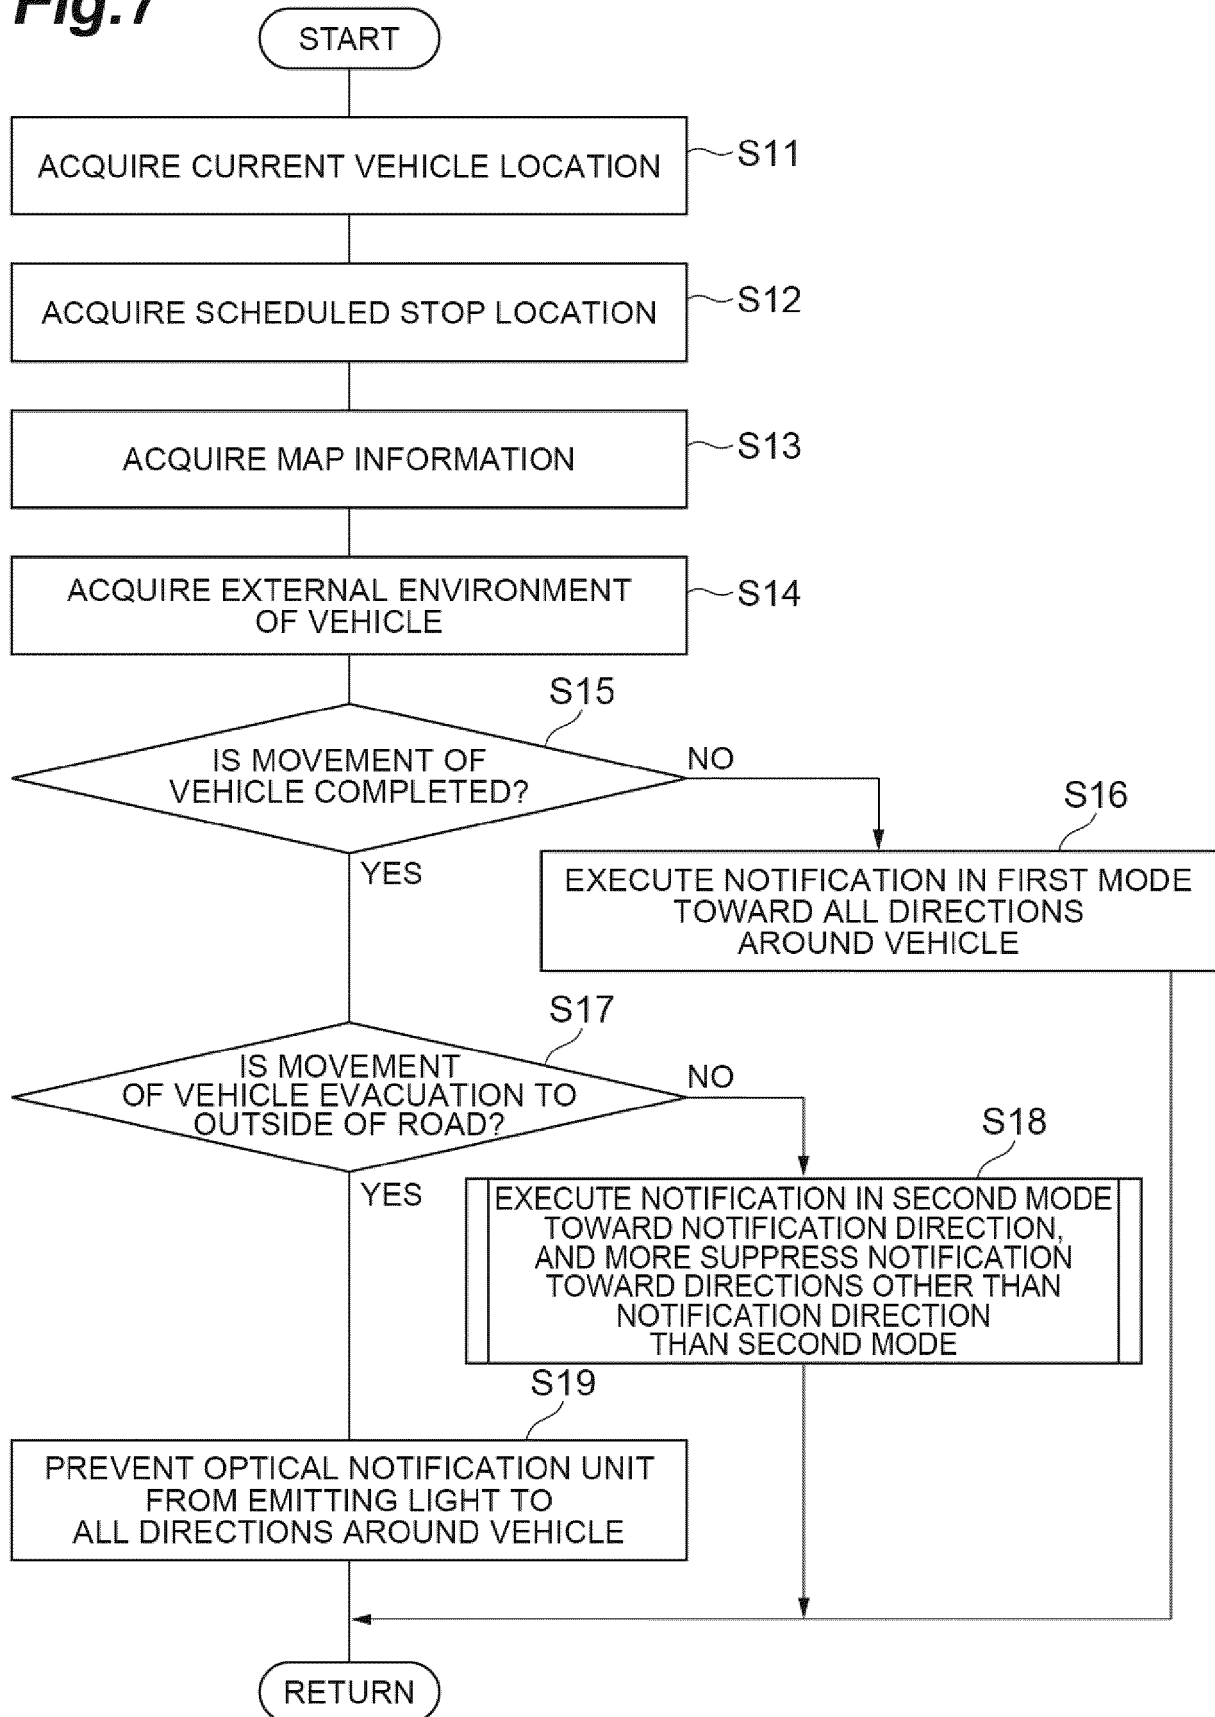 Fig.7
START
ACQUIRE CURRENT VEHICLE LOCATION
S11
ACQUIRE SCHEDULED STOP LOCATION
S12
ACQUIRE MAP INFORMATION
S13
ACQUIRE EXTERNAL ENVIRONMENT
OF VEHICLE
S14
S15
IS MOVEMENT OF
VEHICLE COMPLETED?
NO
YES
S16
EXECUTE NOTIFICATION IN FIRST MODE
TOWARD ALL DIRECTIONS
AROUND VEHICLE
S17
IS MOVEMENT
OF VEHICLE EVACUATION TO
OUTSIDE OF ROAD?
NO
YES
S18
EXECUTE NOTIFICATION IN SECOND MODE
TOWARD NOTIFICATION DIRECTION,
AND MORE SUPPRESS NOTIFICATION
TOWARD DIRECTIONS OTHER THAN
NOTIFICATION DIRECTION
THAN SECOND MODE
S19
PREVENT OPTICAL NOTIFICATION UNIT
FROM EMITTING LIGHT TO
ALL DIRECTIONS AROUND VEHICLE
RETURN